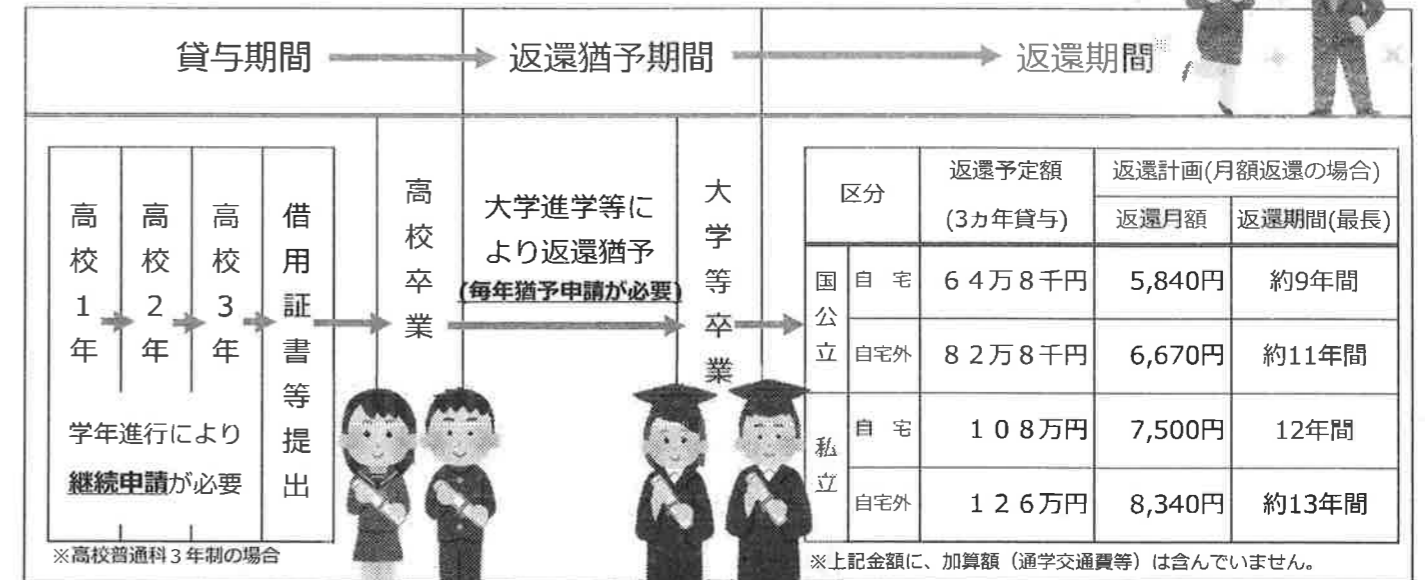 貸与期間
返還猶予期間
返還期間
高校1年
高校2年
高校3年
借用証書等提出
学年進行により
継続申請が必要
※高校普通科3年制の場合
高校卒業
大学進学等に
より返還猶予
(毎年猶予申請が必要)
大学等卒業
区分
返還予定額
(3ヵ年貸与)
返還計画(月額返還の場合)
返還月額
返還期間(最長)
国公立
自 宅
64万8千円
5,840円
約9年間
自宅外
82万8千円
6,670円
約11年間
私立
自 宅
108万円
7,500円
12年間
自宅外
126万円
8,340円
約13年間
※上記金額に、加算額（通学交通費等）は含んでいません。